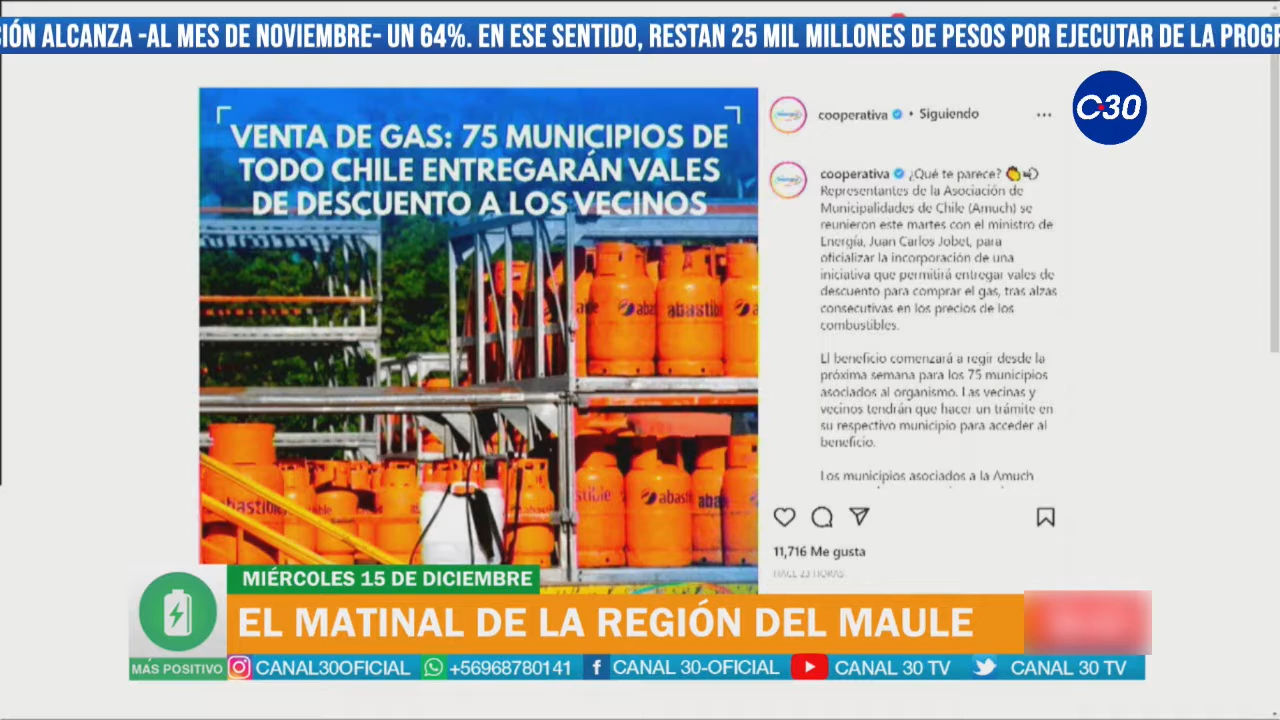 IÓN ALCANZA -AL MES DE NOVIEMBRE- UN 64%. EN ESE SENTIDO, RESTAN 25 MIL MILLONES DE PESOS POR EJECUTAR DE LA PROGR
C30
VENTA DE GAS: 75 MUNICIPIOS DE
TODO CHILE ENTREGARÁN VALES
DE DESCUENTO A LOS VECINOS
abastible
abastible
abast
cooperativa • Siguiendo
cooperativa ¿Qué te parece?
Representantes de la Asociación de
Municipalidades de Chile (Amuch) se
reunieron este martes con el ministro de
Energía, Juan Carlos Jobet, para
oficializar la incorporación de una
iniciativa que permitirá entregar vales de
descuento para comprar el gas, tras alzas
consecutivas en los precios de los
combustibles.
El beneficio comenzará a regir desde la
próxima semana para los 75 municipios
asociados al organismo. Las vecinas y
vecinos tendrán que hacer un trámite en
su respectivo municipio para acceder al
beneficio.
Los municipios asociados a la Amuch
11,716 Me gusta
HACE 23 HORAS
MIÉRCOLES 15 DE DICIEMBRE
EL MATINAL DE LA REGIÓN DEL MAULE
MÁS POSITIVO
CANAL30OFICIAL
+56968780141
CANAL 30-OFICIAL
CANAL 30 TV
CANAL 30 TV